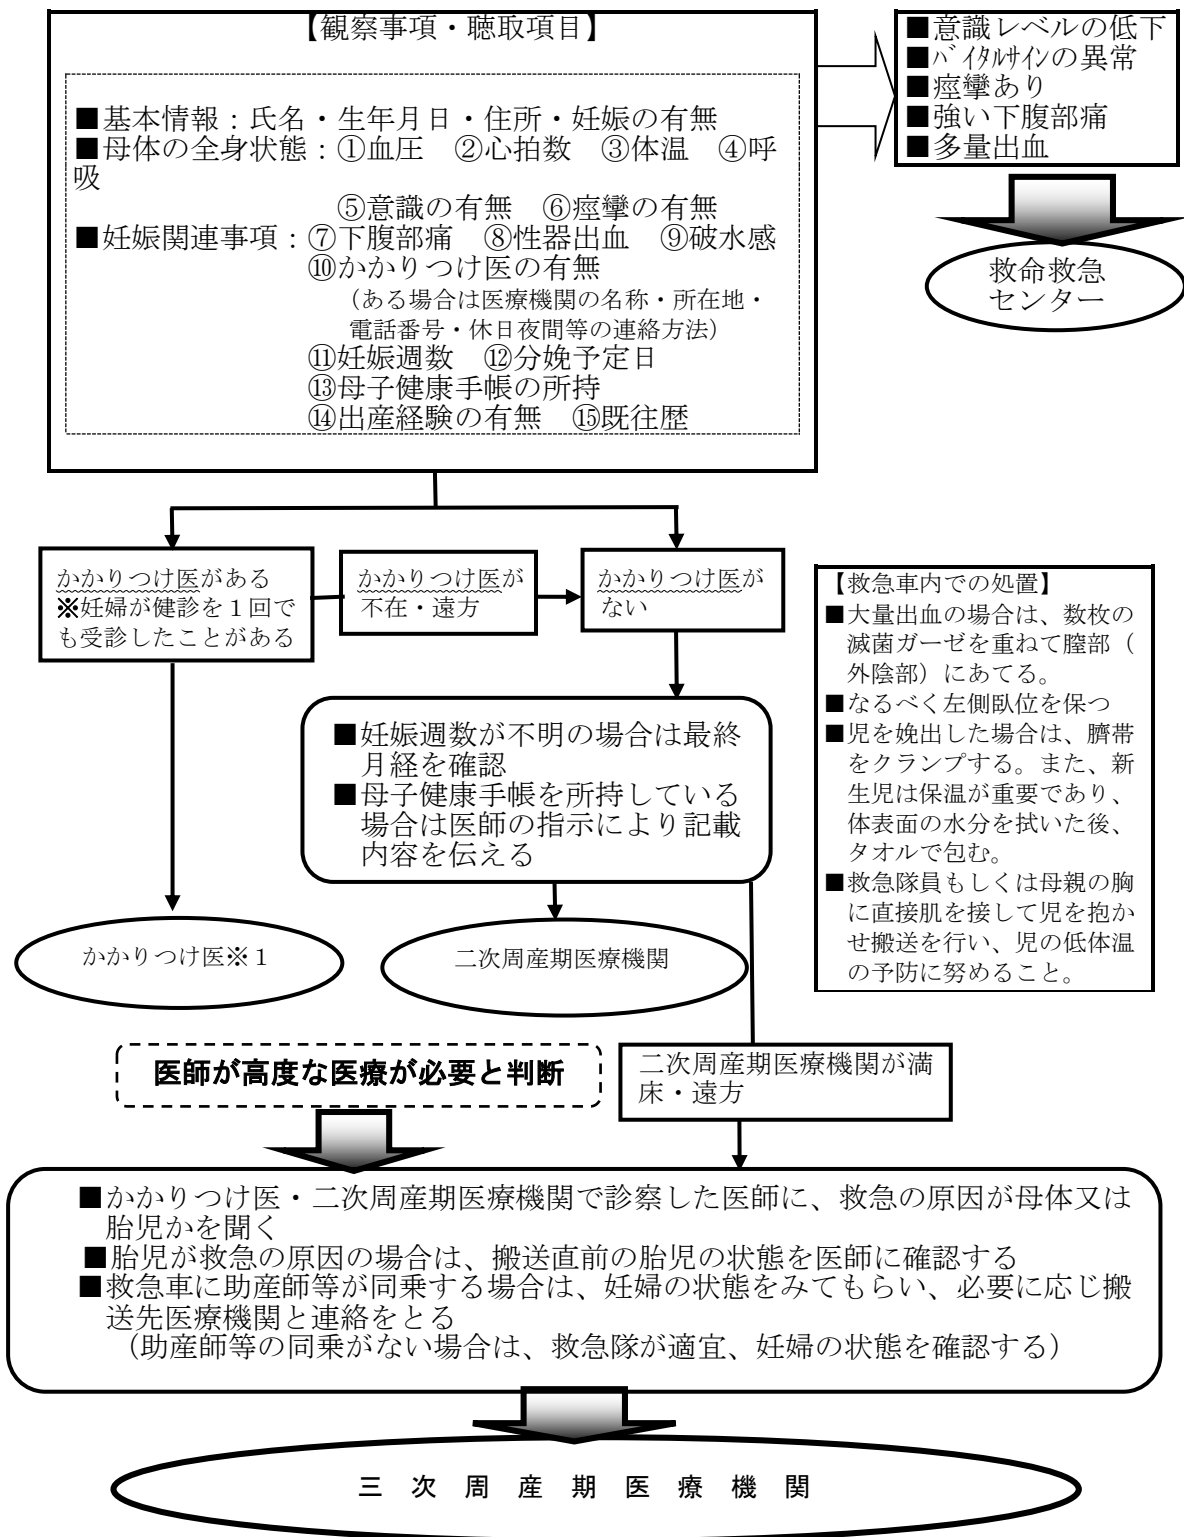 【観察事項・聴取項目】
■基本情報：氏名・生年月日・住所・妊娠の有無
■母体の全身状態：①血圧　②心拍数　③体温　④呼
吸
⑤意識の有無　⑥痙攣の有無
■妊娠関連事項：⑦下腹部痛　⑧性器出血　⑨破水感
⑩かかりつけ医の有無
（ある場合は医療機関の名称・所在地・
電話番号・休日夜間等の連絡方法）
⑪妊娠週数　⑫分娩予定日
⑬母子健康手帳の所持
⑭出産経験の有無　⑮既往歴
■意識レベルの低下
■ﾊﾞｲﾀﾙｻｲﾝの異常
■痙攣あり
■強い下腹部痛
■多量出血
救命救急
センター
かかりつけ医がある
※妊婦が健診を１回で
も受診したことがある
かかりつけ医が
不在・遠方
かかりつけ医が
ない
【救急車内での処置】
■大量出血の場合は、数枚の
滅菌ガーゼを重ねて膣部（
外陰部）にあてる。
■なるべく左側臥位を保つ
■児を娩出した場合は、臍帯
をクランプする。また、新
生児は保温が重要であり、
体表面の水分を拭いた後、
タオルで包む。
■救急隊員もしくは母親の胸
に直接肌を接して児を抱か
せ搬送を行い、児の低体温
の予防に努めること。
■妊娠週数が不明の場合は最終
月経を確認
■母子健康手帳を所持している
場合は医師の指示により記載
内容を伝える
かかりつけ医※１
二次周産期医療機関
医師が高度な医療が必要と判断
二次周産期医療機関が満
床・遠方
■かかりつけ医・二次周産期医療機関で診察した医師に、救急の原因が母体又は
胎児かを聞く
■胎児が救急の原因の場合は、搬送直前の胎児の状態を医師に確認する
■救急車に助産師等が同乗する場合は、妊婦の状態をみてもらい、必要に応じ搬
送先医療機関と連絡をとる
（助産師等の同乗がない場合は、救急隊が適宜、妊婦の状態を確認する）
三　次　周　産　期　医　療　機　関